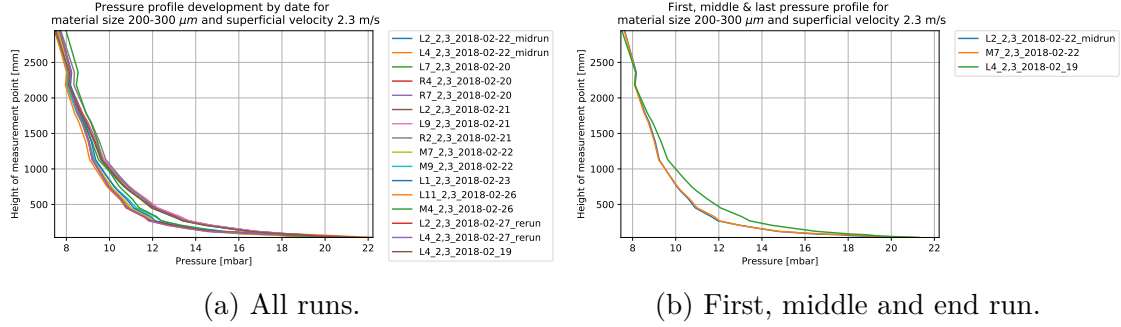 Pressure profile development by date for
material size 200-300 μm and superficial velocity 2.3 m/s
Height of measurement point [mm]
2500
2000
1500
1000
500
8 10 12 14 16 18 20 22
Pressure [mbar]
L2_2,3_2018-02-22_midrun
L4_2,3_2018-02-22_midrun
L7_2,3_2018-02-20
R4_2,3_2018-02-20
R7_2,3_2018-02-20
L2_2,3_2018-02-21
L9_2,3_2018-02-21
R2_2,3_2018-02-21
M7_2,3_2018-02-22
M9_2,3_2018-02-22
L1_2,3_2018-02-23
L11_2,3_2018-02-26
M4_2,3_2018-02-26
L2_2,3_2018-02-27_rerun
L4_2,3_2018-02-27_rerun
L4_2,3_2018-02_19
(a) All runs.
First, middle & last pressure profile for
material size 200-300 μm and superficial velocity 2.3 m/s
Height of measurement point [mm]
2500
2000
1500
1000
500
8 10 12 14 16 18 20 22
Pressure [mbar]
L2_2,3_2018-02-22_midrun
M7_2,3_2018-02-22
L4_2,3_2018-02_19
(b) First, middle and end run.